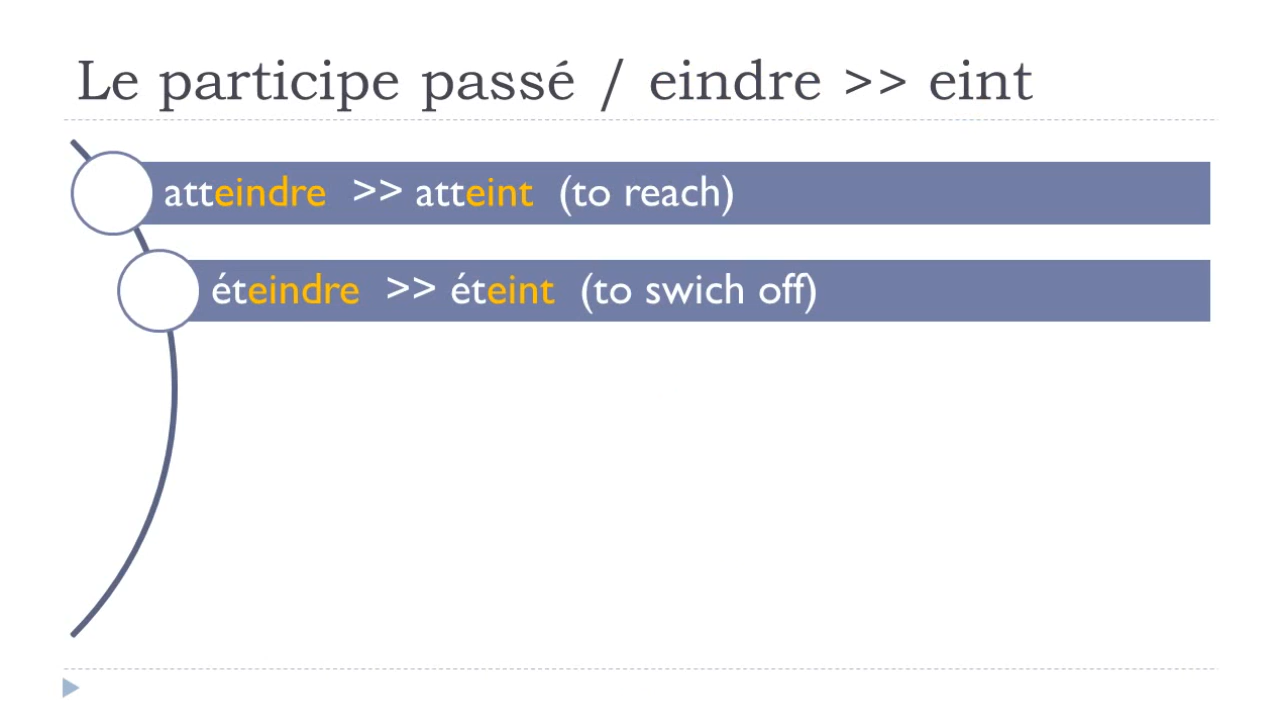 Le participe passé / eindre >> eint
atteindre >> atteint (to reach)
éteindre >> éteint (to swich off)